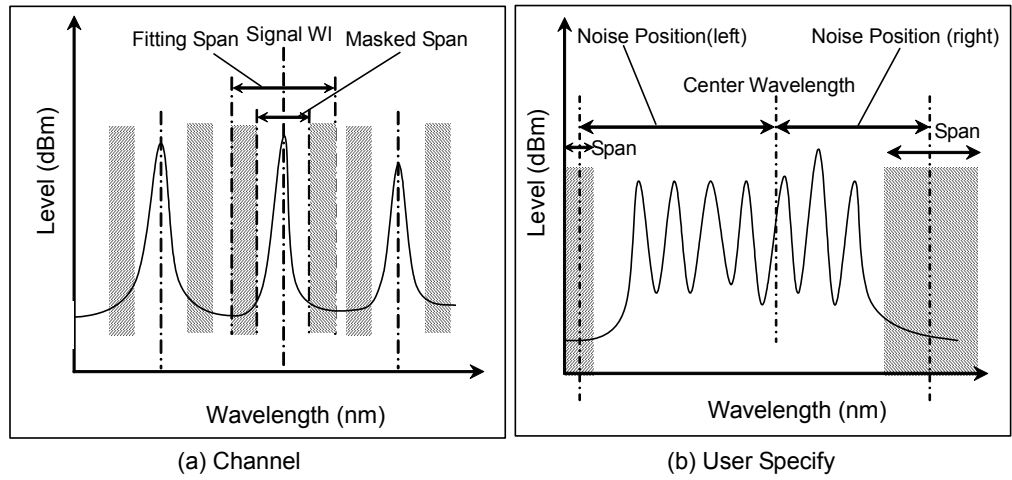 Fitting Span
Signal Wl
Masked Span
Level (dBm)
Wavelength (nm)
(a) Channel
Noise Position(left)
Noise Position (right)
Center Wavelength
Span
Span
Level (dBm)
Wavelength (nm)
(b) User Specify